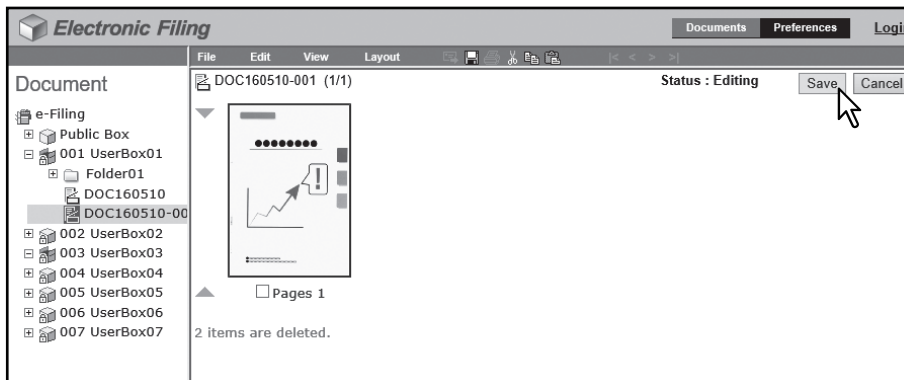 Electronic Filing
Documents Preferences
File Edit View Layout |< < > >|
Document
e-Filing
Public Box
001 UserBox01
Folder01
DOC160510
DOC160510-00
002 UserBox02
003 UserBox03
004 UserBox04
005 UserBox05
006 UserBox06
007 UserBox07
DOC160510-001 (1/1)
Status : Editing
Save Cancel
!
Pages 1
2 items are deleted.